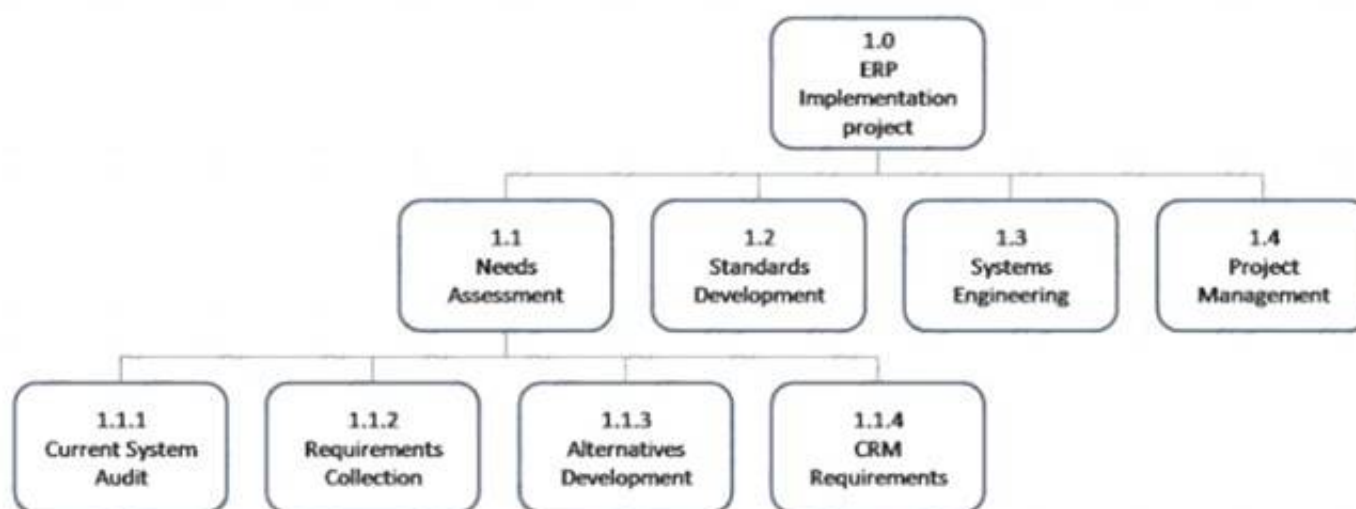 1.0
ERP
Implementation
project
1.1
Needs
Assessment
1.2
Standards
Development
1.3
Systems
Engineering
1.4
Project
Management
1.1.1
Current System
Audit
1.1.2
Requirements
Collection
1.1.3
Alternatives
Development
1.1.4
CRM
Requirements